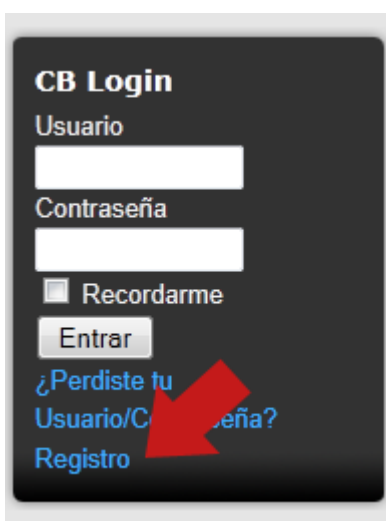 CB Login
Usuario
Contraseña
Recordarme
Entrar
¿Perdiste tu
Registro